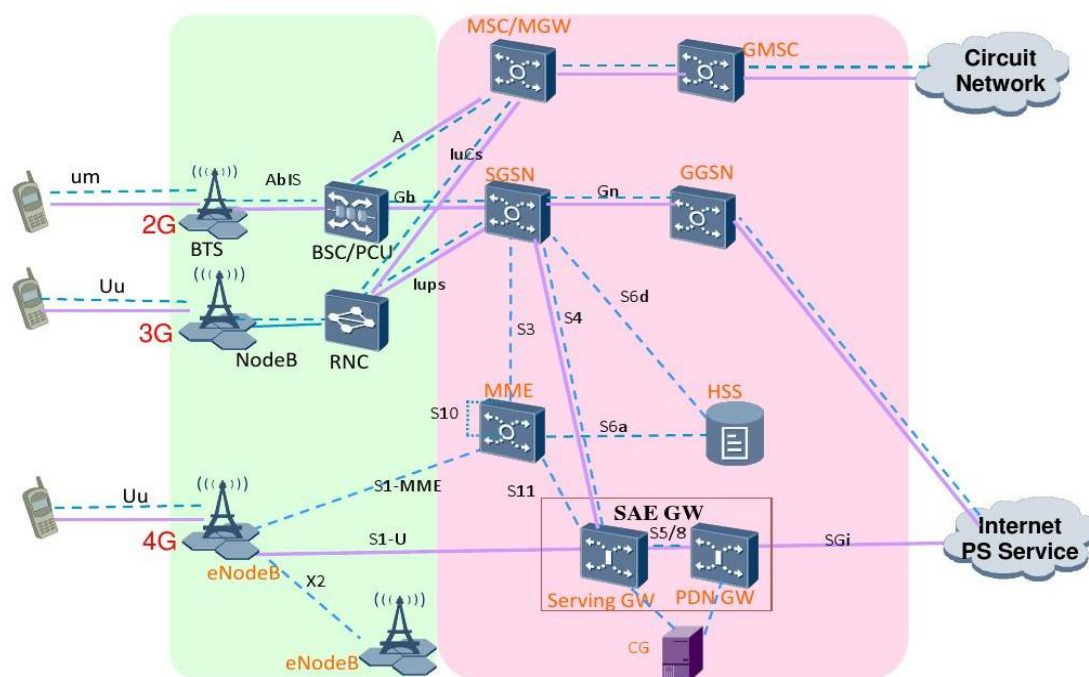 MSC/MGW
GMSC
Circuit
Network
A
IuCs
um
AbIS
Gb
SGSN
Gn
GGSN
2G
BTS
BSC/PCU
Iups
Uu
S6d
3G
NodeB
RNC
S3
S4
MME
HSS
S10
S6a
Uu
S1-MME
S11
SAE GW
4G
S1-U
S5/8
SGi
Internet
PS Service
eNodeB
X2
Serving GW
PDN GW
CG
eNodeB